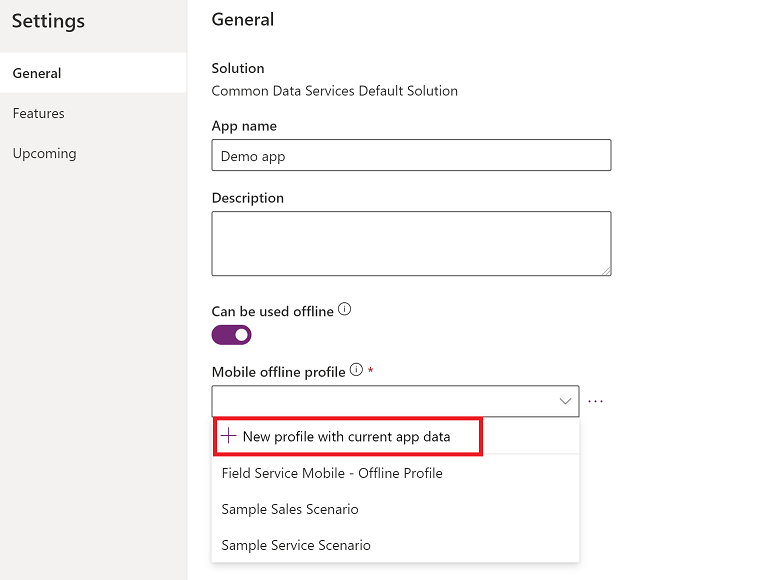 Settings
General
Features
Upcoming
General
Solution
Common Data Services Default Solution
App name
Demo app
Description
Can be used offline
Mobile offline profile *
...
New profile with current app data
Field Service Mobile - Offline Profile
Sample Sales Scenario
Sample Service Scenario